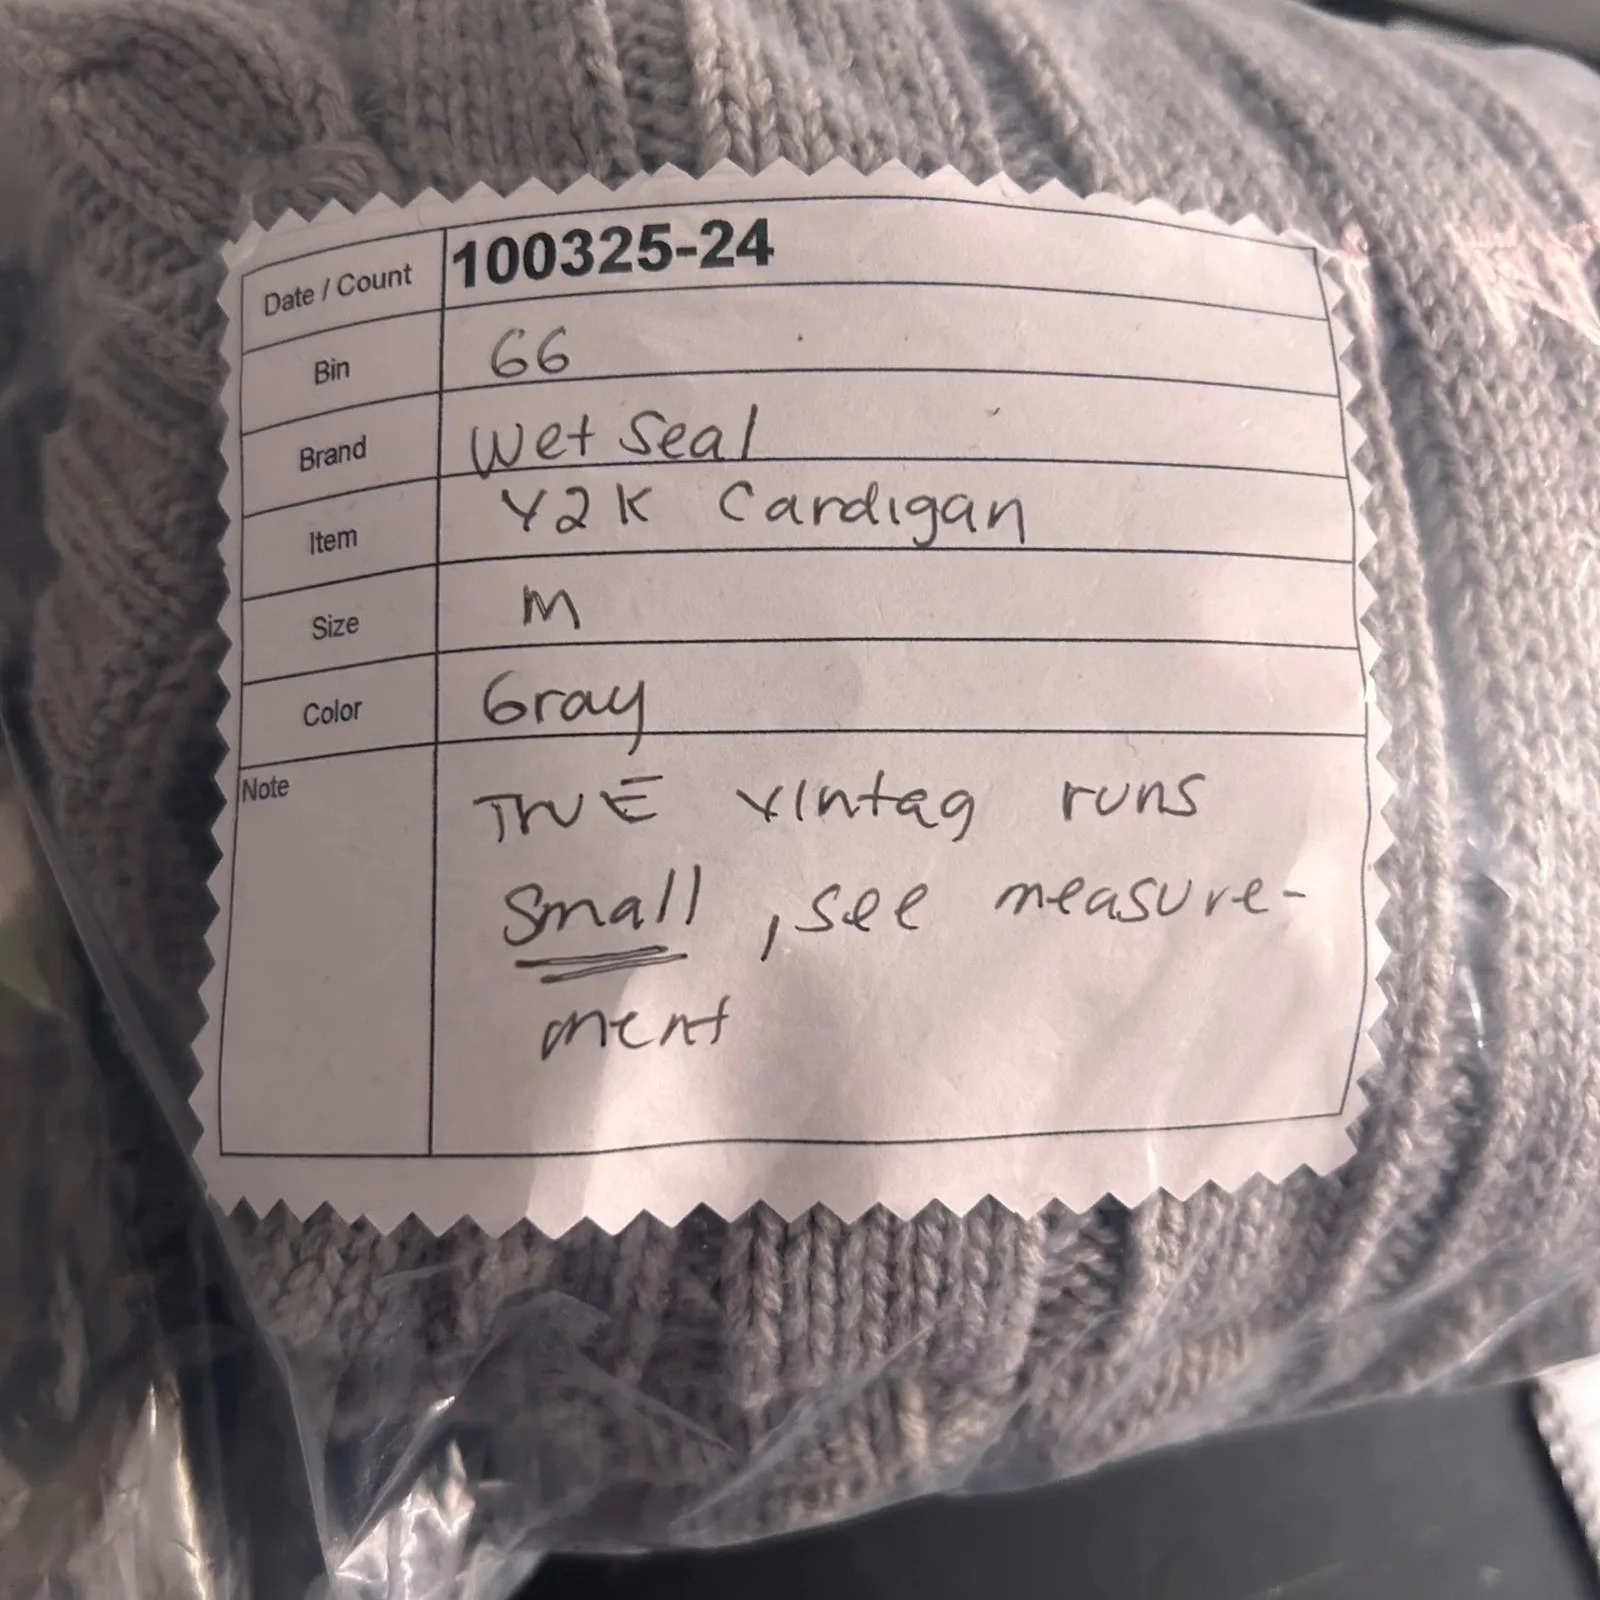 Date / Count 100325-24
Bin 66
Brand Wet Seal
Item Y2K Cardigan
Size M
Color Gray
Note TRUE vintag runs
small, see measure-
ment